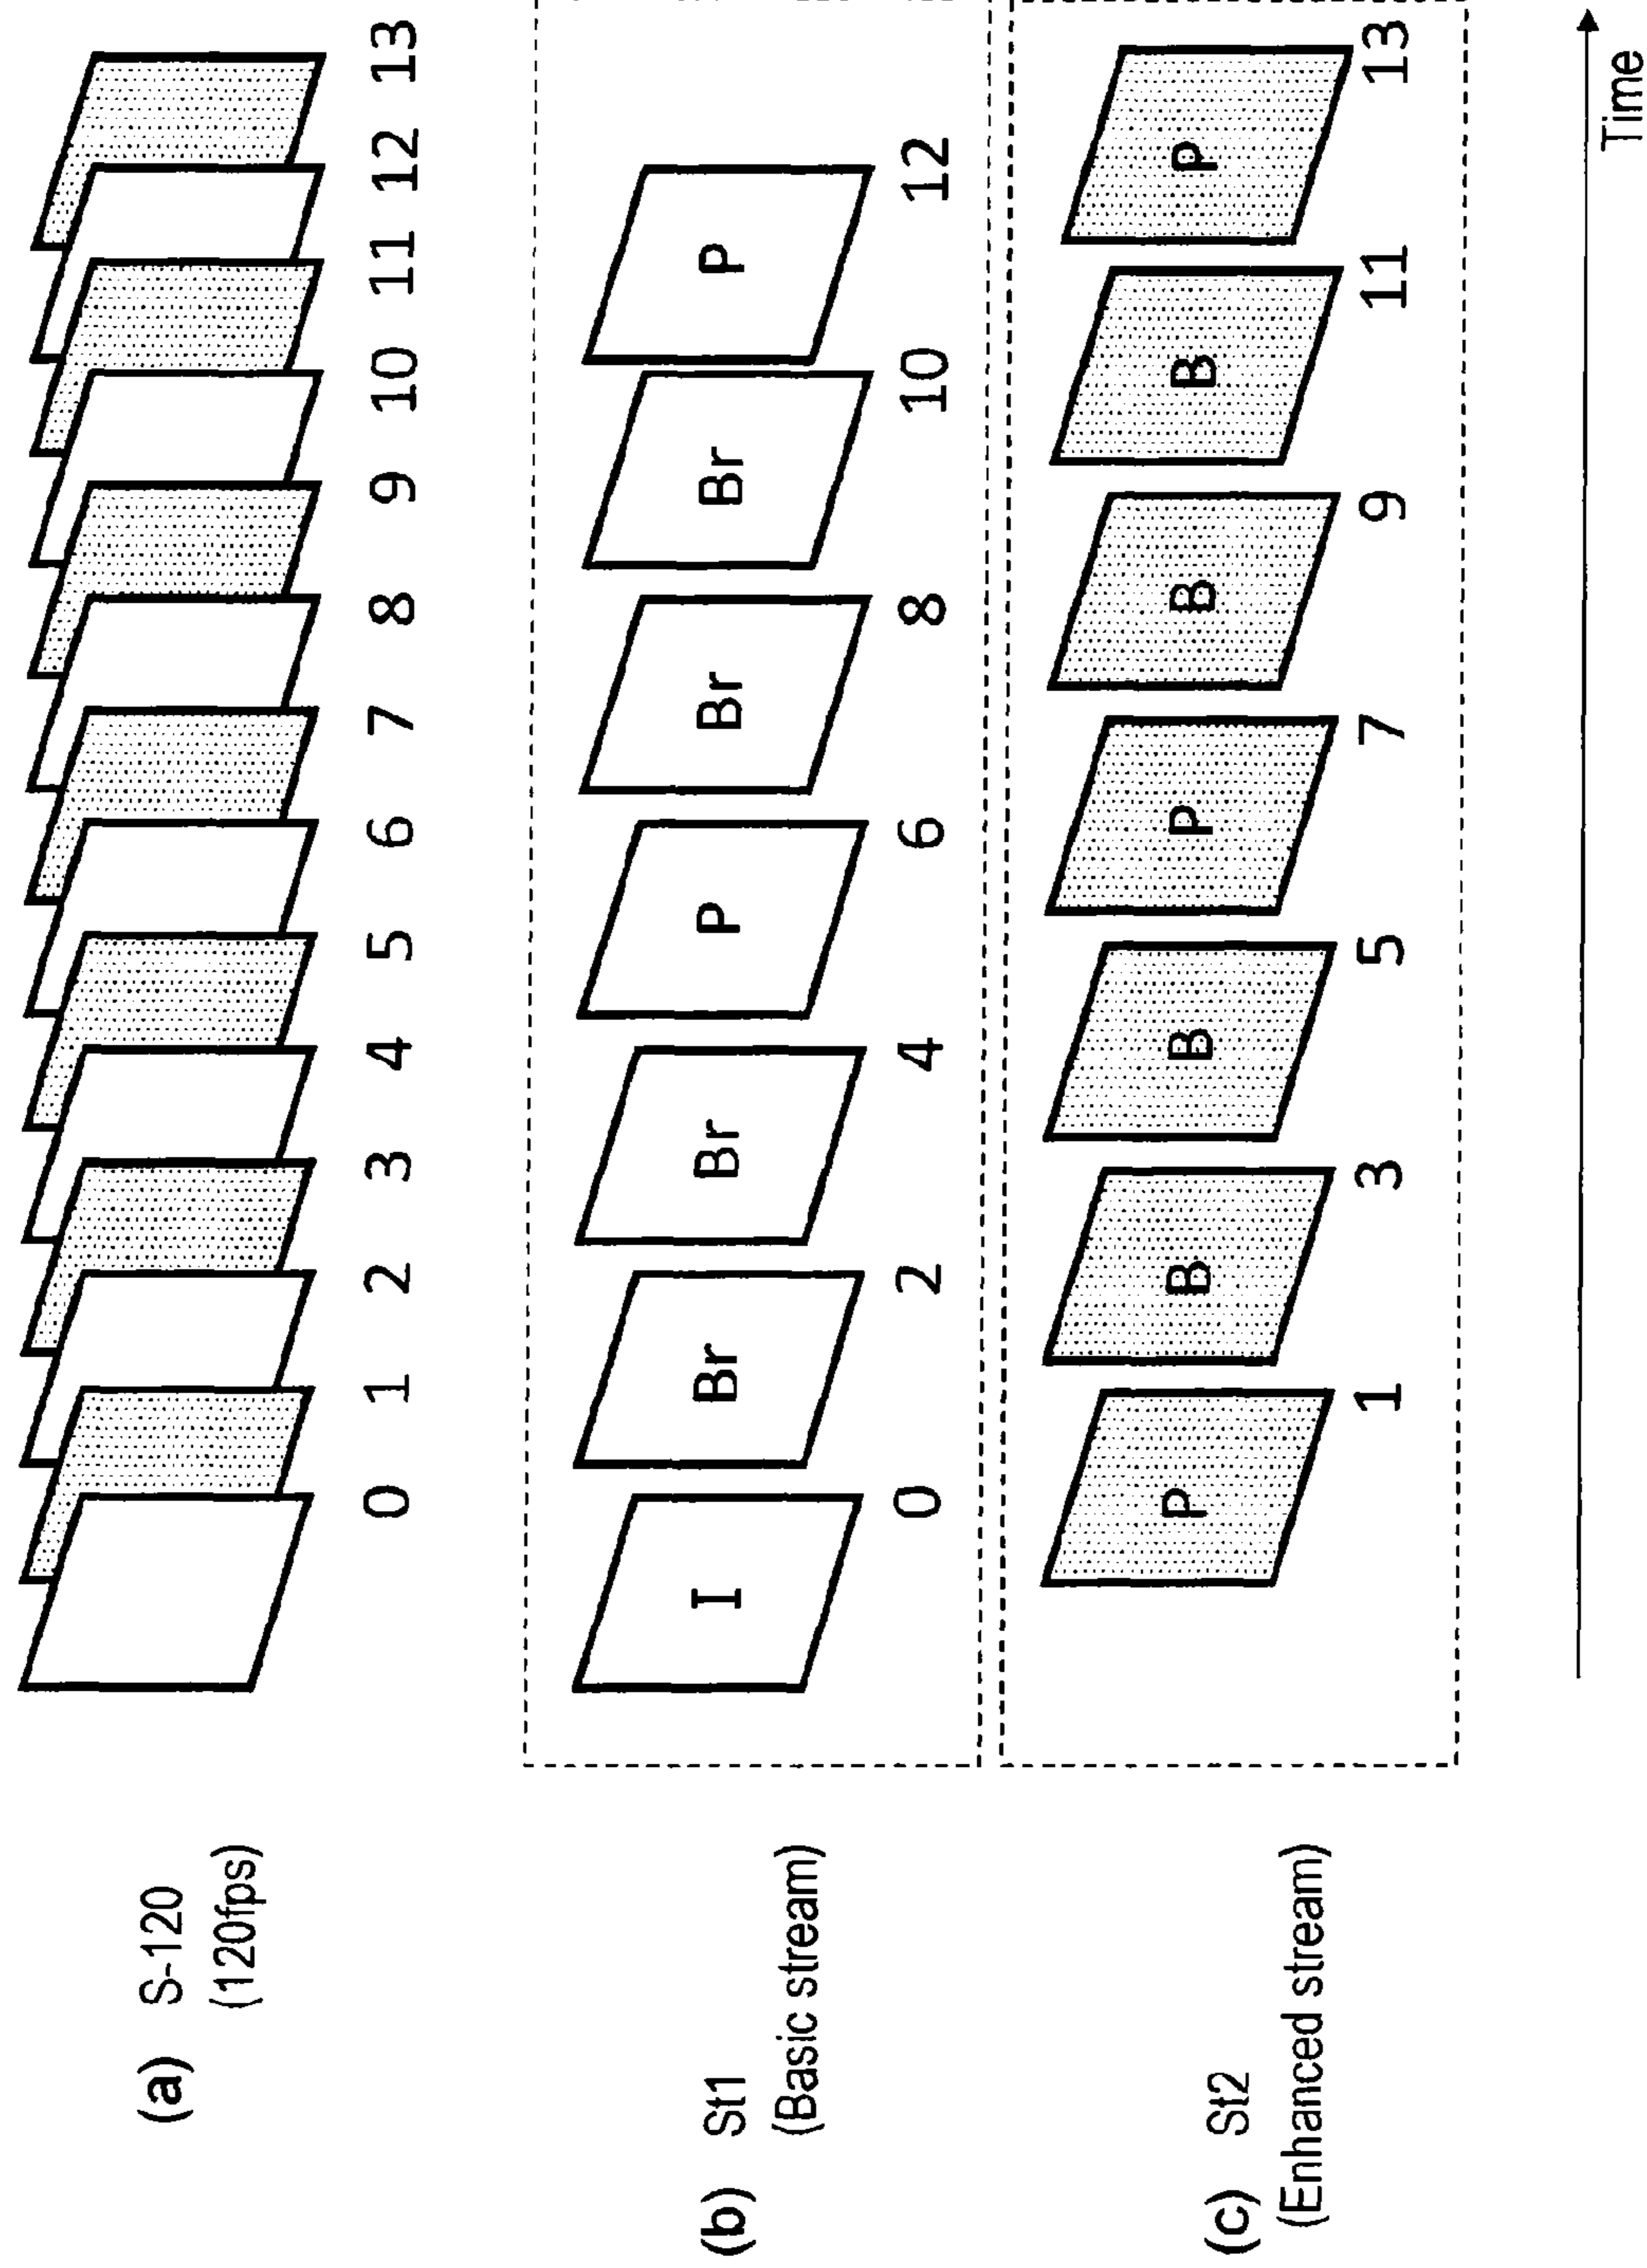 (a) S-120
(120fps)
0 1 2 3 4 5 6 7 8 9 10 11 12 13
(b) St1
(Basic stream)
I Br Br P Br Br P
0 2 4 6 8 10 12
(c) St2
(Enhanced stream)
P B B P B B P
1 3 5 7 9 11 13
Time